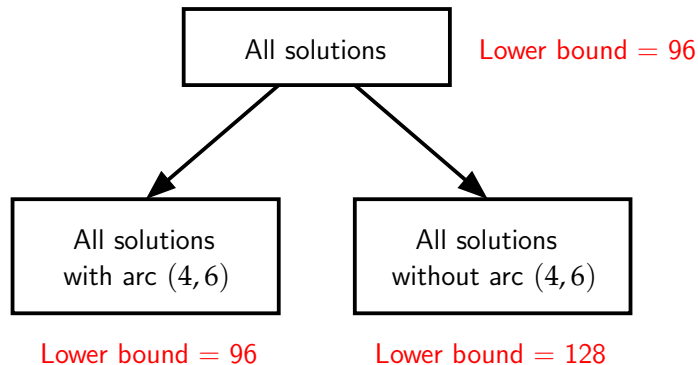 All solutions
Lower bound = 96
All solutions
with arc (4, 6)
All solutions
without arc (4, 6)
Lower bound = 96
Lower bound = 128